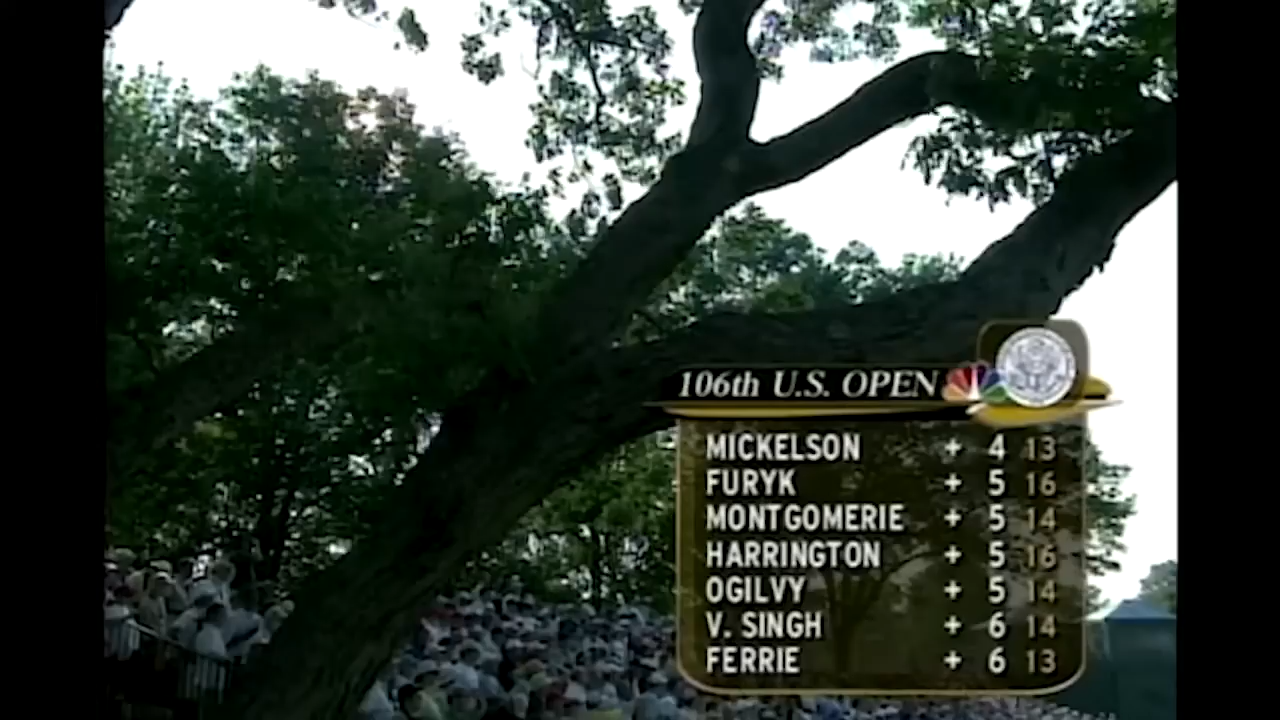 106th U.S. OPEN
MICKELSON + 4 13
FURYK + 5 16
MONTGOMERIE + 5 14
HARRINGTON + 5 16
OGILVY + 5 14
V. SINGH + 6 14
FERRIE + 6 13